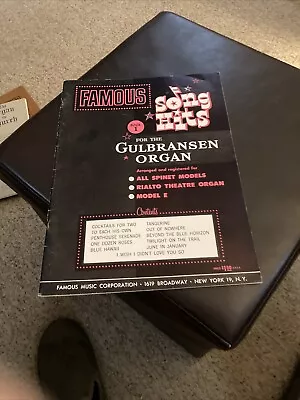 FAMOUS
Song
Hits
BOOK
1
FOR THE
GULBRANSEN
ORGAN
Arranged and registered for
ALL SPINET MODELS
RIALTO THEATRE ORGAN
MODEL E
Contents
COCKTAILS FOR TWO
TO EACH HIS OWN
PENTHOUSE SERENADE
ONE DOZEN ROSES
BLUE HAWAII
TANGERINE
OUT OF NOWHERE
BEYOND THE BLUE HORIZON
TWILIGHT ON THE TRAIL
JUNE IN JANUARY
I WISH I DIDN'T LOVE YOU SO
FAMOUS MUSIC CORPORATION • 1619 BROADWAY • NEW YORK 19, N.Y.